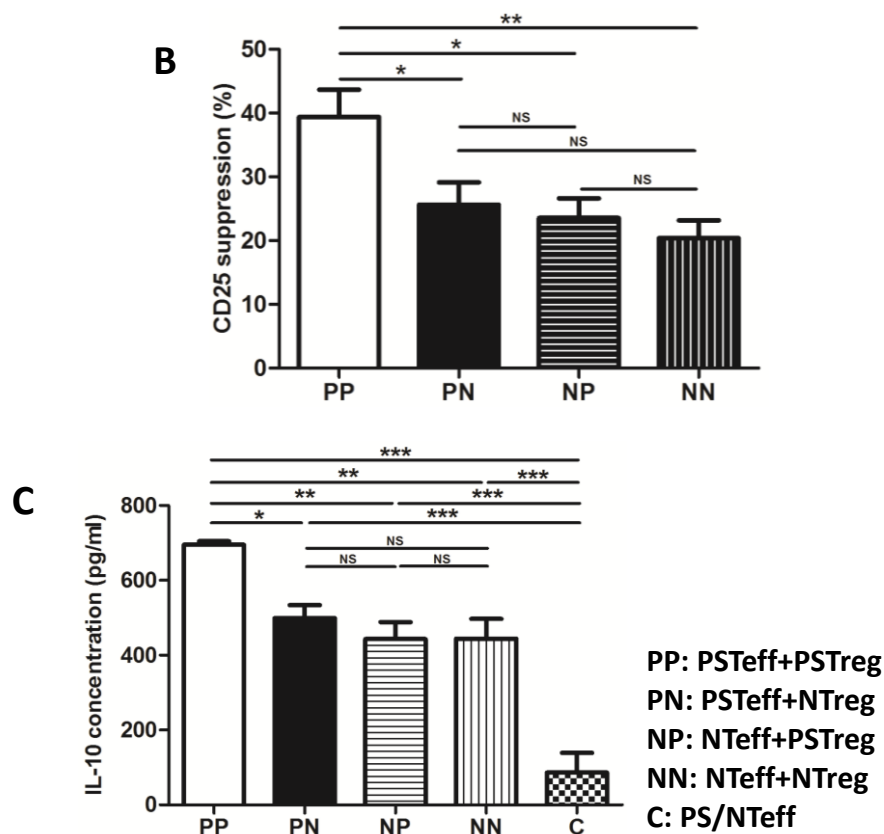 B
CD25 suppression (%)
50
40
30
20
10
0
**
*
*
NS
NS
NS
PP PN NP NN
C
IL-10 concentration (pg/ml)
800
600
400
200
0
***
** ***
** ***
* ***
NS
NS NS
PP PN NP NN C
PP: PSTeff+PSTreg
PN: PSTeff+NTreg
NP: NTeff+PSTreg
NN: NTeff+NTreg
C: PS/NTeff